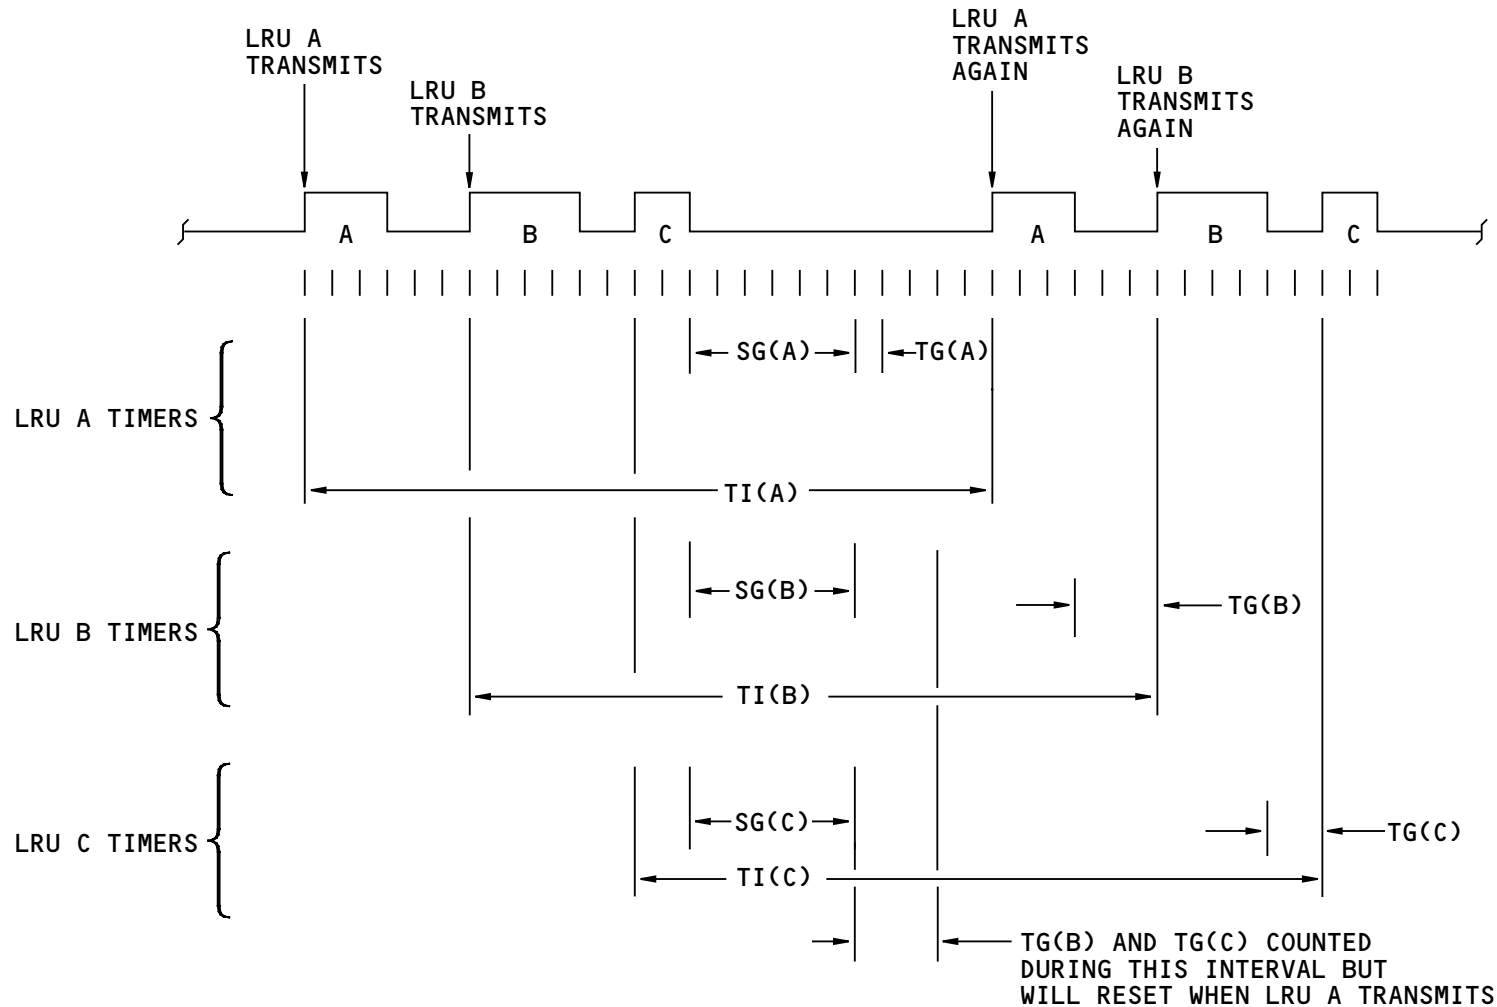 LRU A
TRANSMITS
LRU B
TRANSMITS
LRU A
TRANSMITS
AGAIN
LRU B
TRANSMITS
AGAIN
A
B
C
A
B
C
SG(A)
TG(A)
LRU A TIMERS
TI(A)
SG(B)
TG(B)
LRU B TIMERS
TI(B)
SG(C)
TG(C)
LRU C TIMERS
TI(C)
TG(B) AND TG(C) COUNTED
DURING THIS INTERVAL BUT
WILL RESET WHEN LRU A TRANSMITS